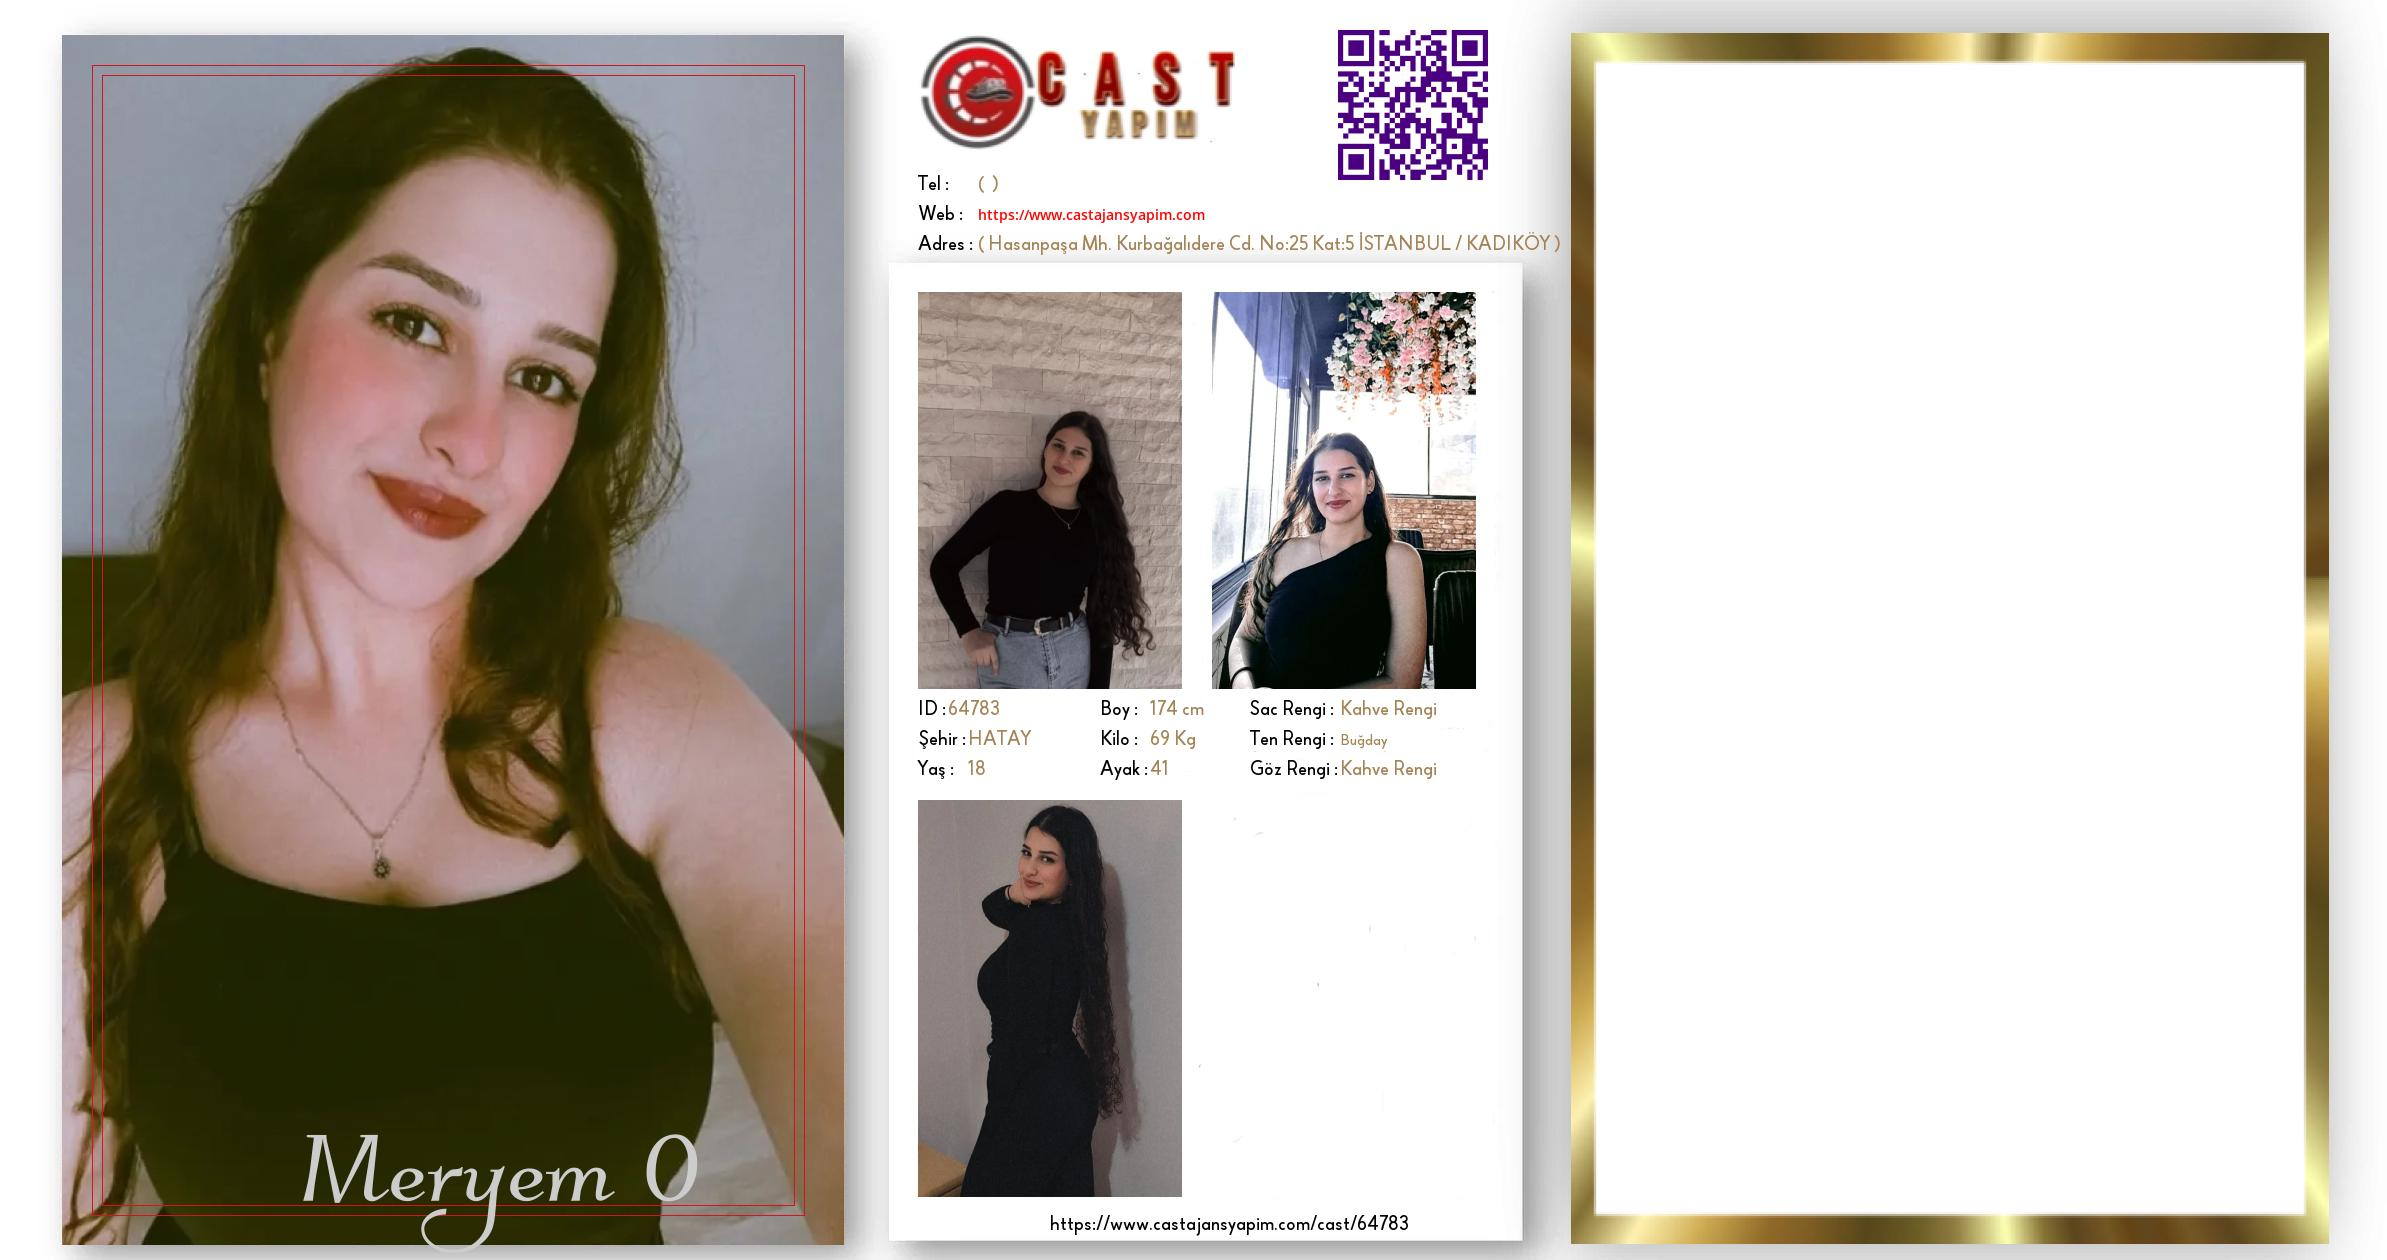 Meryem O
CAST
YAPIM
Tel : ( )
Web : https://www.castajansyapim.com
Adres : ( Hasanpaşa Mh. Kurbağalıdere Cd. No:25 Kat:5 İSTANBUL / KADIKÖY )
ID : 64783 Boy : 174 cm Sac Rengi : Kahve Rengi
Şehir : HATAY Kilo : 69 Kg Ten Rengi : Buğday
Yaş : 18 Ayak : 41 Göz Rengi : Kahve Rengi
https://www.castajansyapim.com/cast/64783